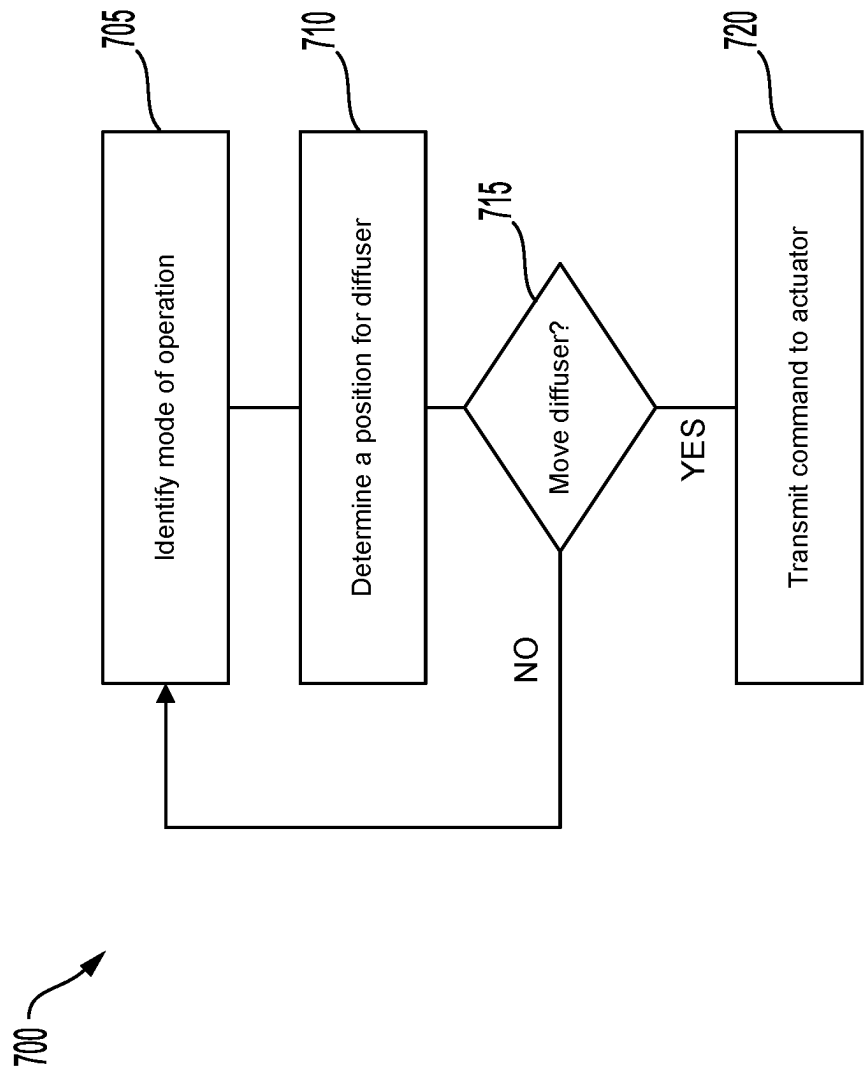 700
705
Identify mode of operation
710
Determine a position for diffuser
715
Move diffuser?
NO
YES
720
Transmit command to actuator